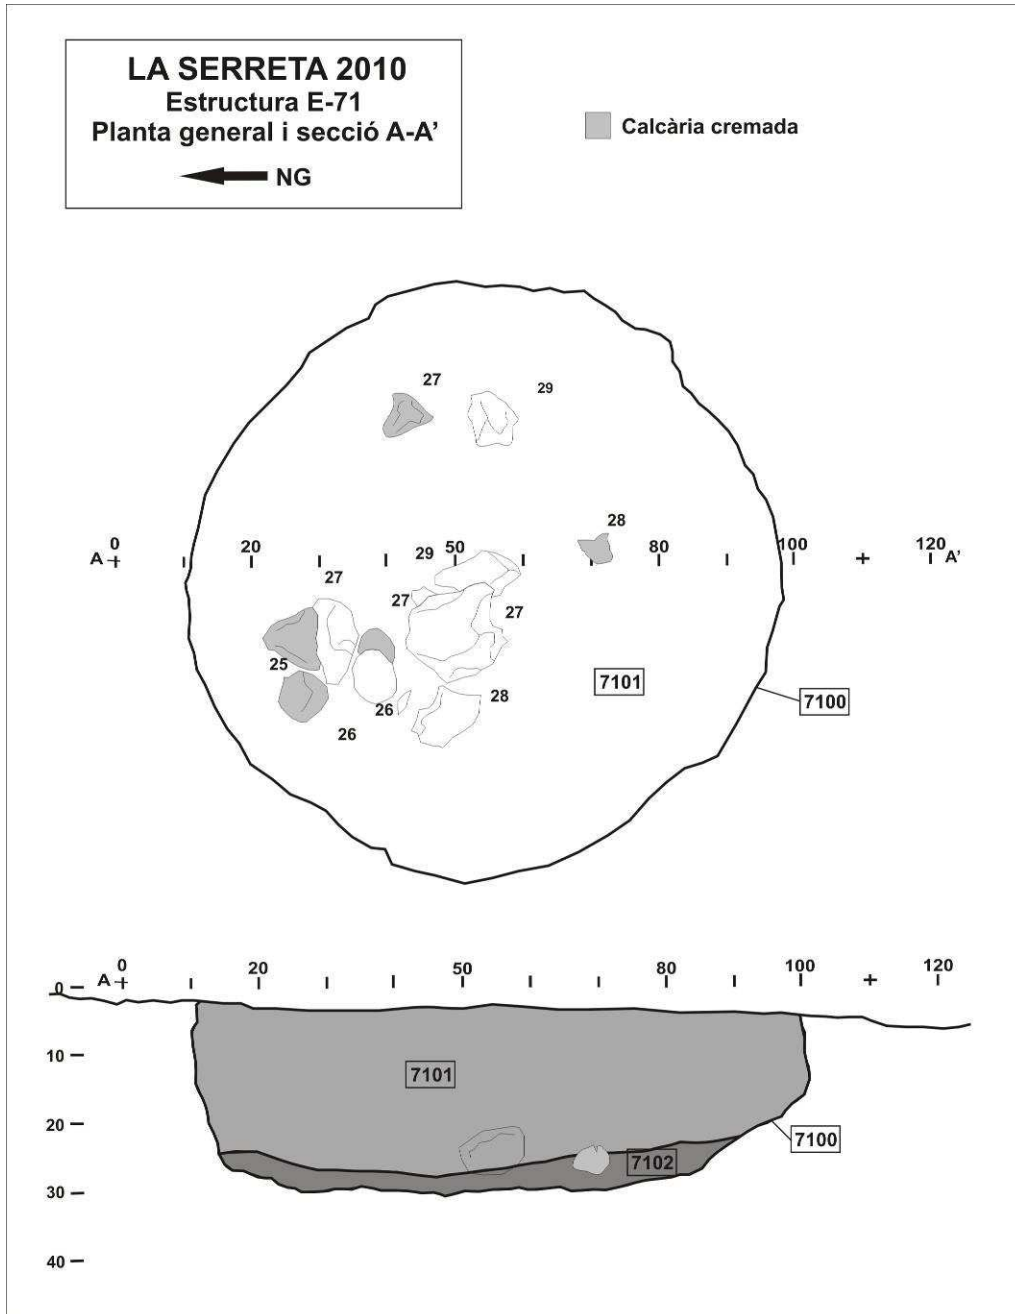 LA SERRETA 2010
Estructura E-71
Planta general i secció A-A’
NG
Calcària cremada
27
29
28
A 0 20 29 50 80 100 120 A’
27
27
27
25
7101
28
7100
26
26
A 0 20 50 80 100 120
0
10
7101
20
7100
7102
30
40